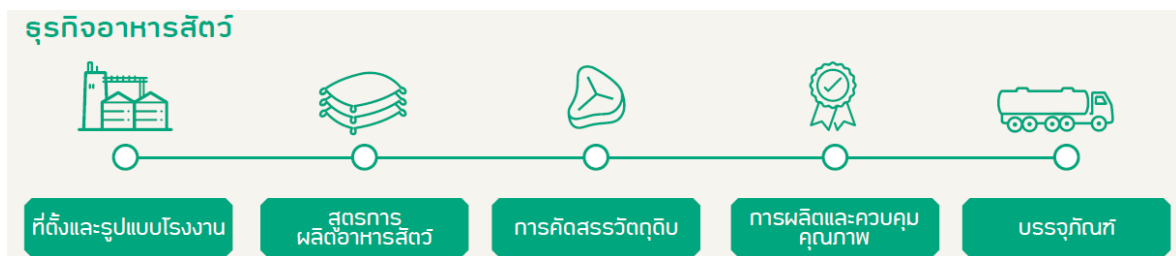 ธุรกิจอาหารสัตว์
ที่ตั้งและรูปแบบโรงงาน
สูตรการ
ผลิตอาหารสัตว์
การคัดสรรวัตถุดิบ
การผลิตและควบคุม
คุณภาพ
บรรจุภัณฑ์